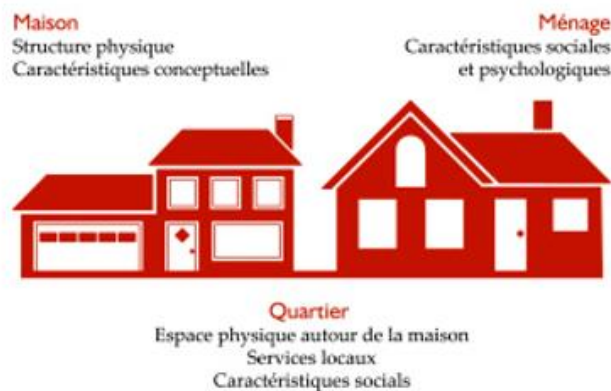 Maison
Structure physique
Caractéristiques conceptuelles
Ménage
Caractéristiques sociales
et psychologiques
Quartier
Espace physique autour de la maison
Services locaux
Caractéristiques socials